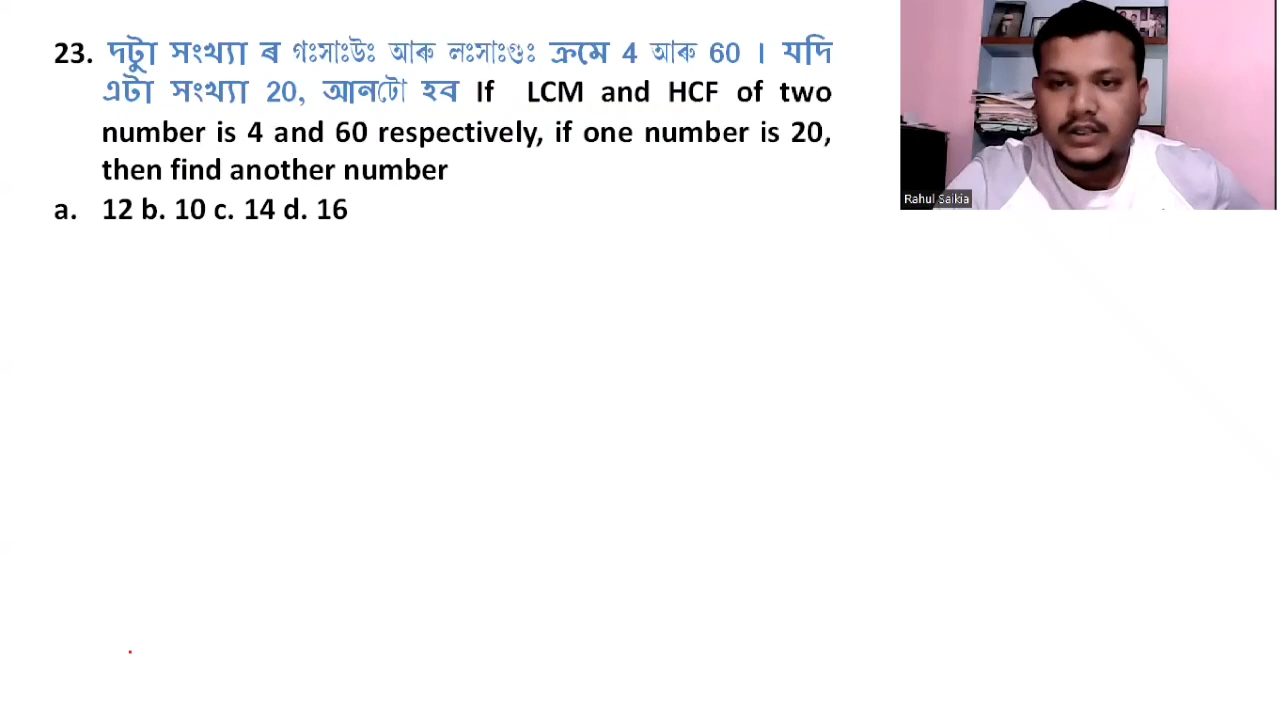 23. দুটা সংখ্যা ৰ গঃসাঃউঃ আৰু লঃসাঃগুঃ ক্ৰমে 4 আৰু 60 । যদি
এটা সংখ্যা 20, আনটো হব If LCM and HCF of two
number is 4 and 60 respectively, if one number is 20,
then find another number
a. 12 b. 10 c. 14 d. 16
Rahul Saikia